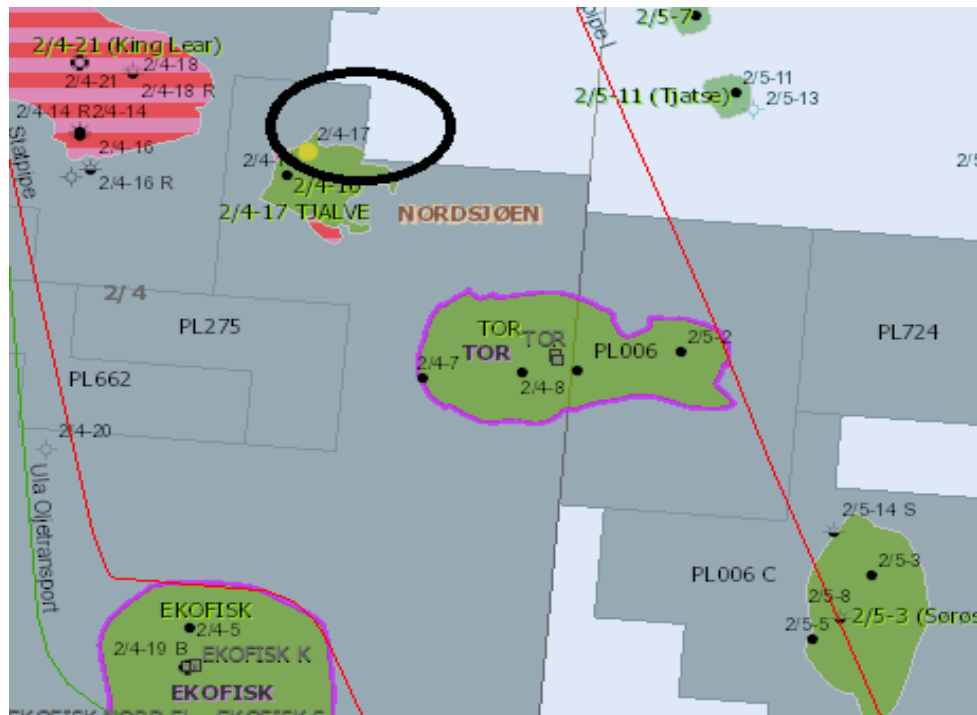 2/4-21 (King Lear)
2/4-18
2/4-21
2/4-18 R
2/4-14 R 2/4-14
2/4-16
2/4-16 R
Statpipe
2/5-7
2/5-11
2/5-11 (Tjatse)
2/5-13
2/4-17
2/4-17 TJALVE
NORDSJØEN
2/4
PL275
PL662
2/4-20
Ula Oljetransport
TOR
TOR
TOR
PL006
2/5-2
2/4-7
2/4-8
PL724
2/5-14 S
PL006 C
2/5-3
2/5-8
2/5-5
2/5-3 (Sørøs
EKOFISK
2/4-5
2/4-19 B
EKOFISK K
EKOFISK